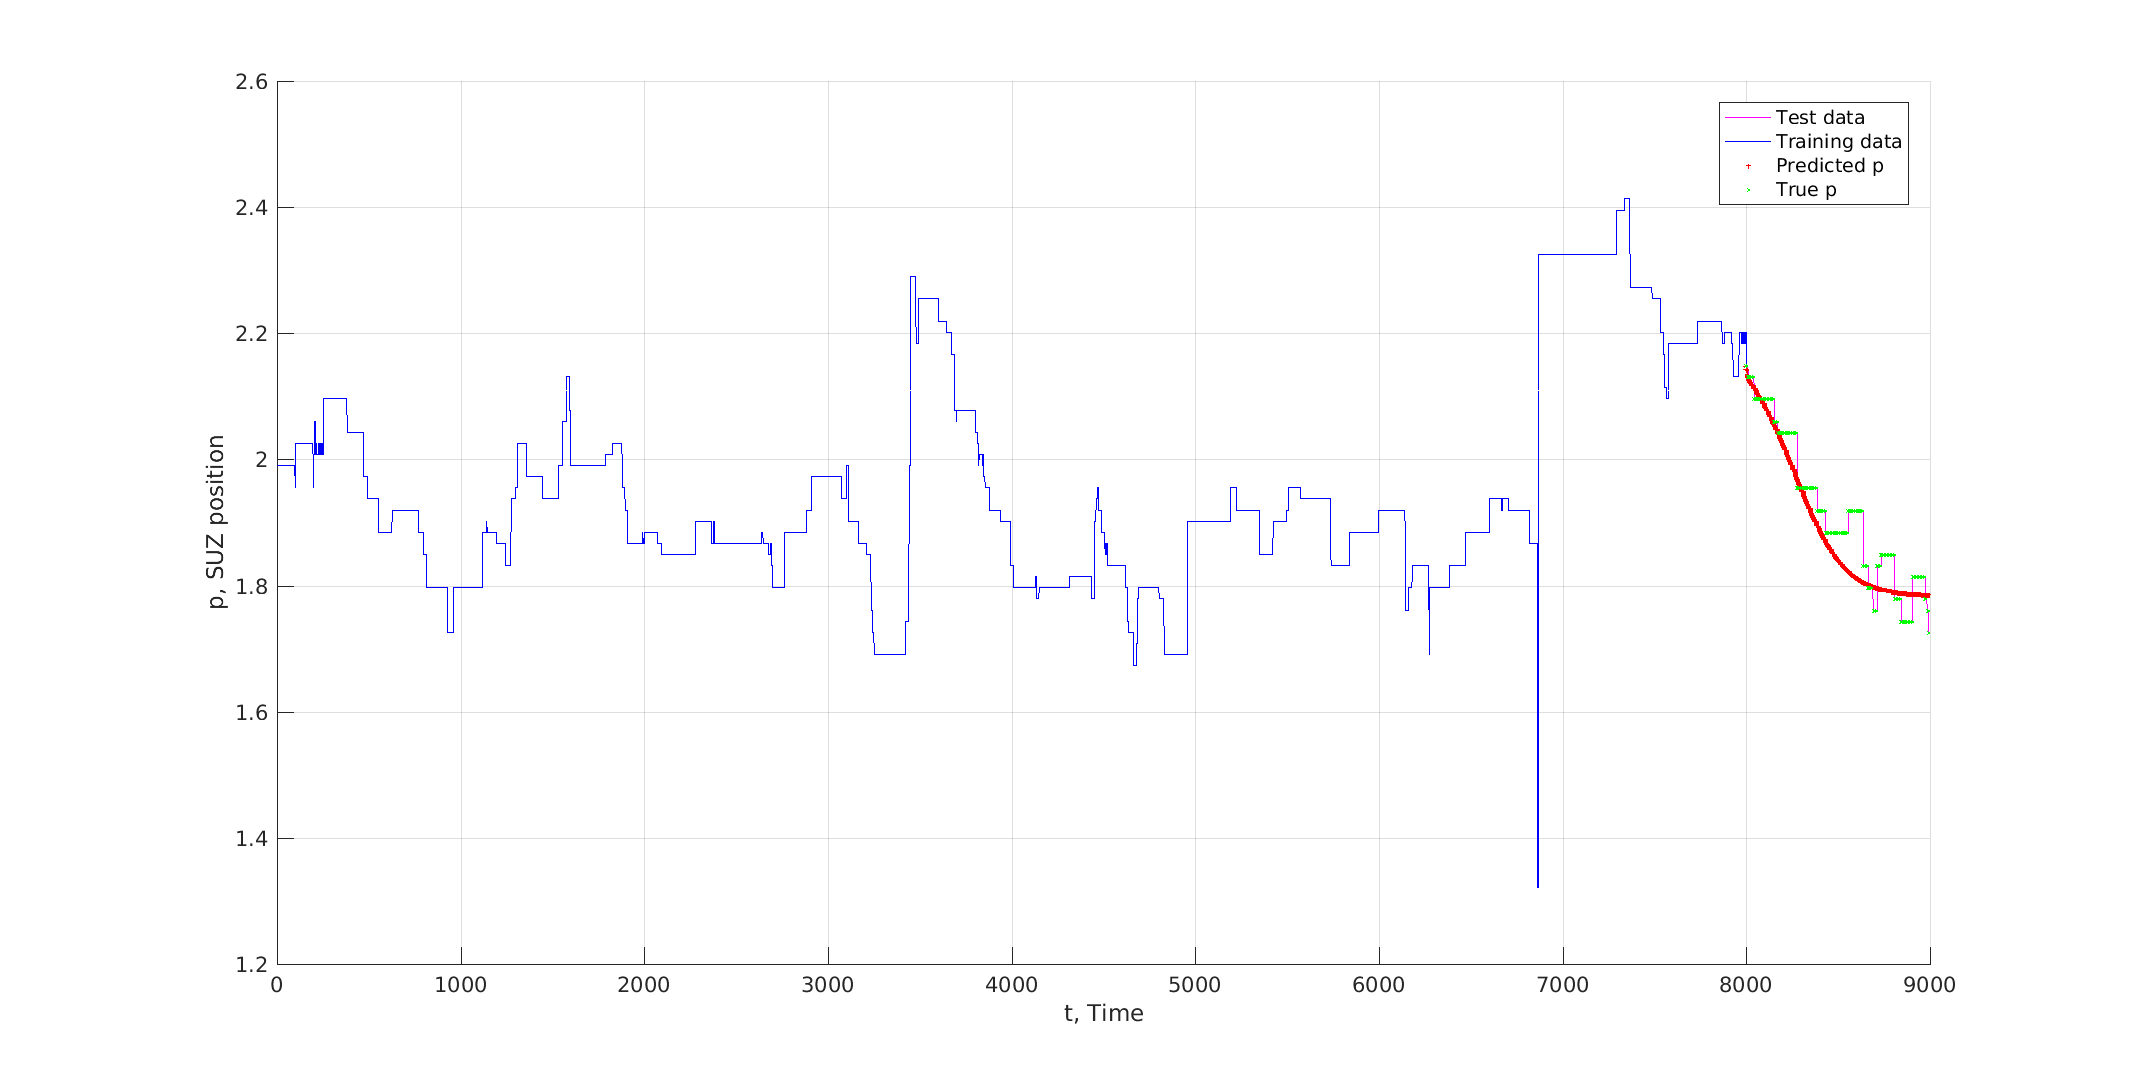 2.6
2.4
2.2
2
1.8
1.6
1.4
1.2
p, SUZ position
0 1000 2000 3000 4000 5000 6000 7000 8000 9000
t, Time
Test data
Training data
Predicted p
True p